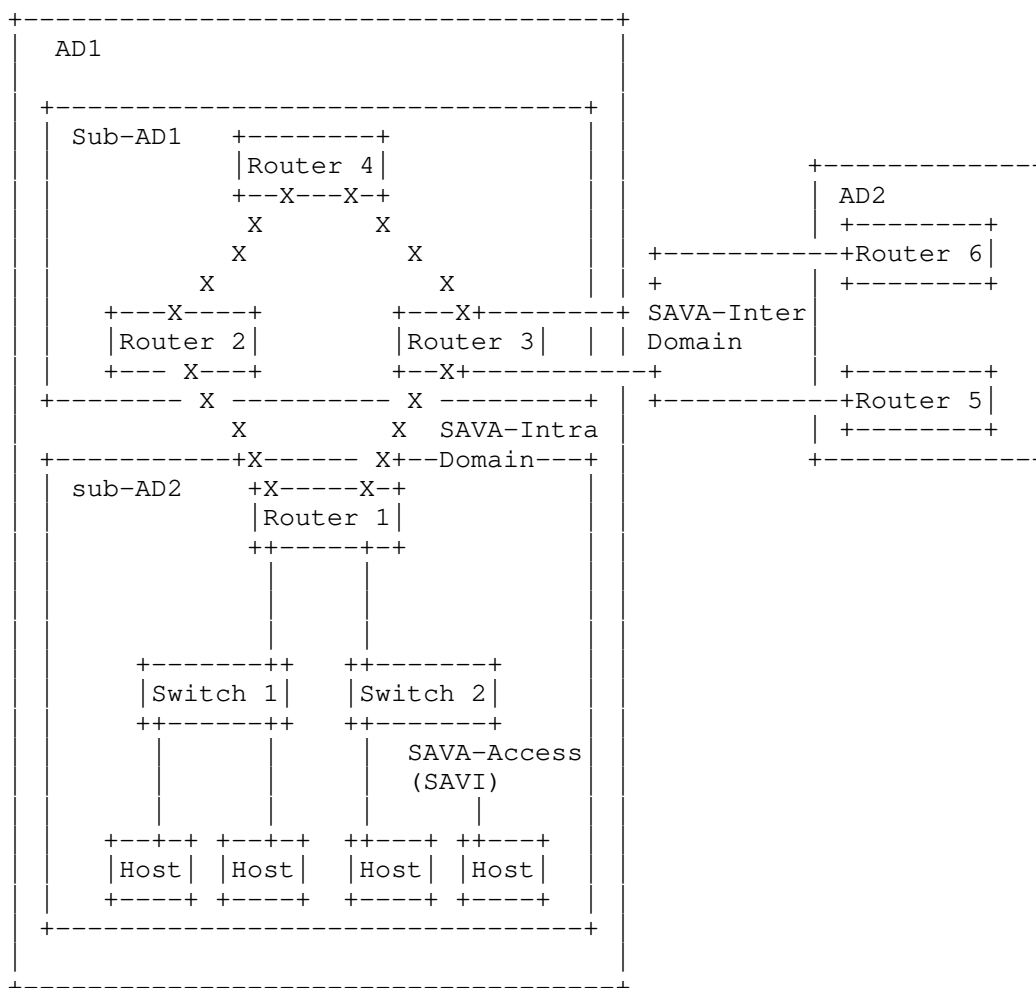 AD1
Sub-AD1
Router 4
AD2
Router 6
SAVA-Inter
Router 2 Router 3 Domain
Router 5
SAVA-Intra
Domain
sub-AD2
Router 1
Switch 1 Switch 2
SAVA-Access
(SAVI)
Host Host Host Host